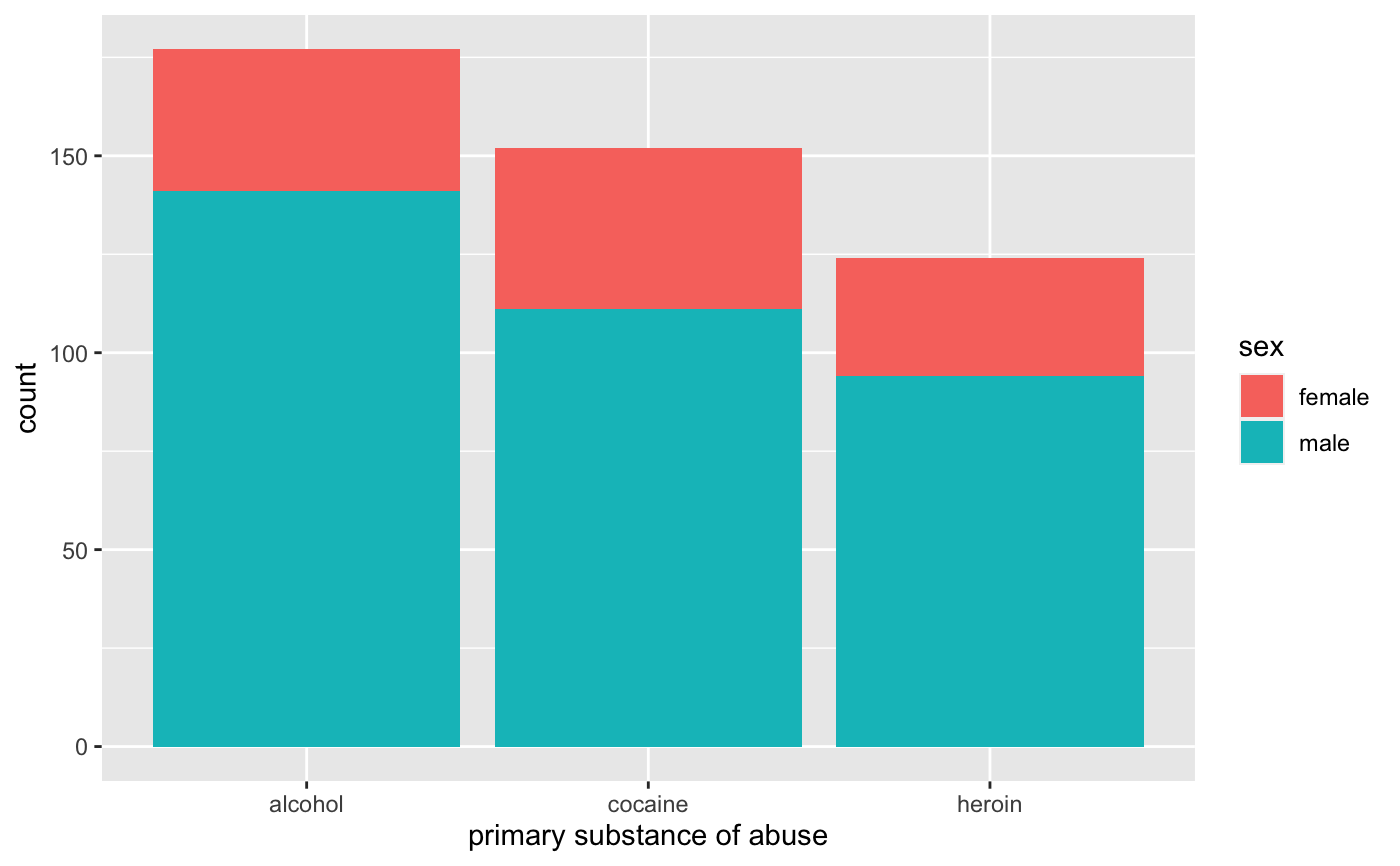 count
150
100
50
0
alcohol
cocaine
heroin
primary substance of abuse
sex
female
male